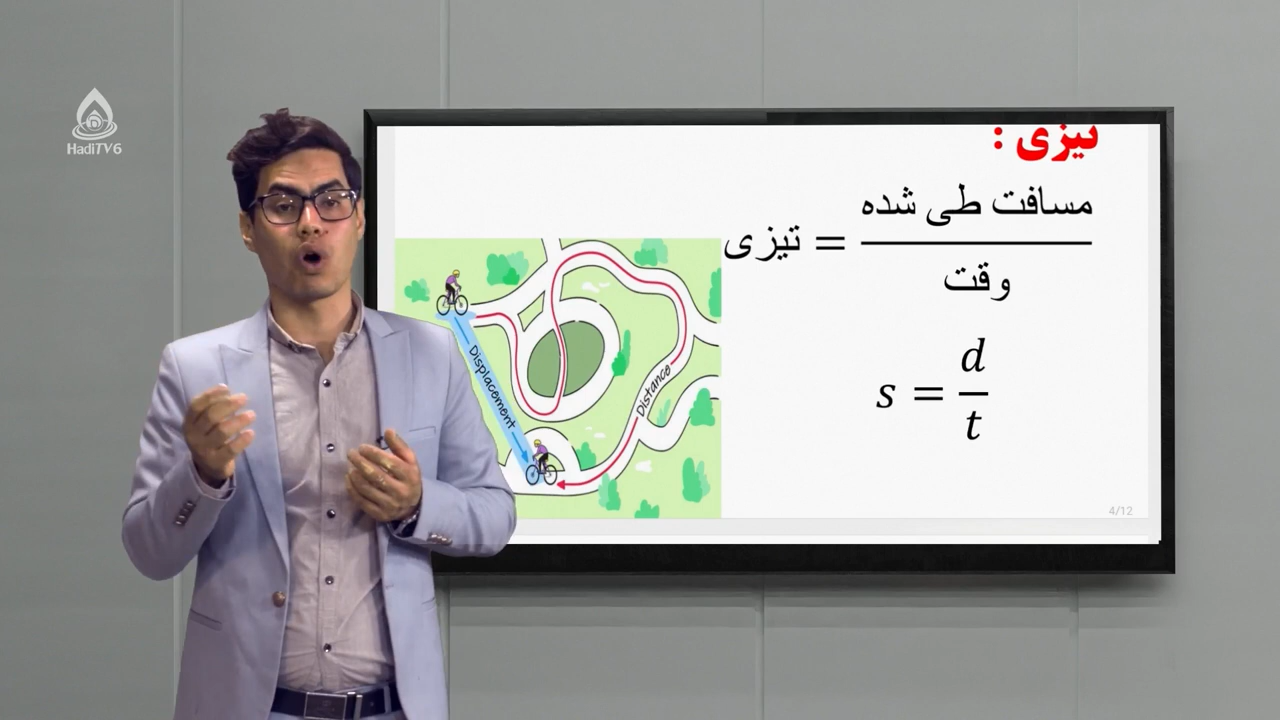 HadiTV6
تیزی :
تیزی = مسافت طی شده / وقت
s = d / t
Displacement
Distance
4/12